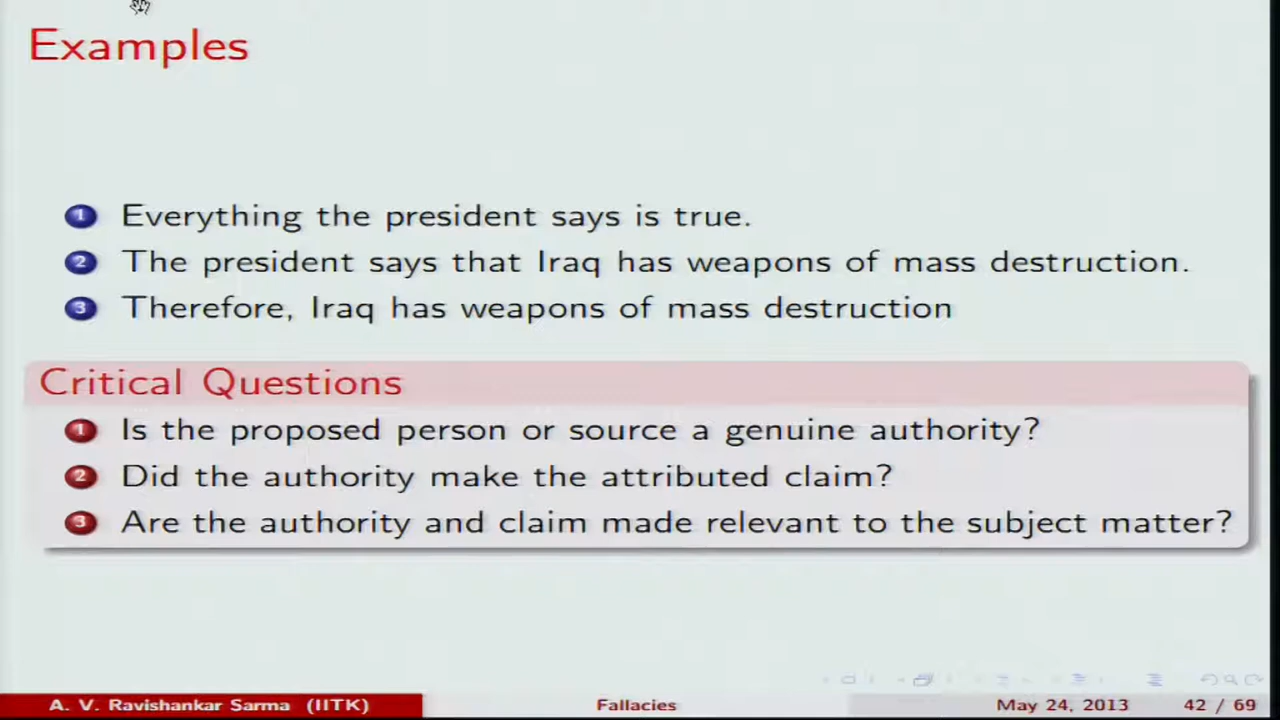 Examples
1 Everything the president says is true.
2 The president says that Iraq has weapons of mass destruction.
3 Therefore, Iraq has weapons of mass destruction
Critical Questions
1 Is the proposed person or source a genuine authority?
2 Did the authority make the attributed claim?
3 Are the authority and claim made relevant to the subject matter?
A. V. Ravishankar Sarma (IITK) Fallacies May 24, 2013 42 / 69